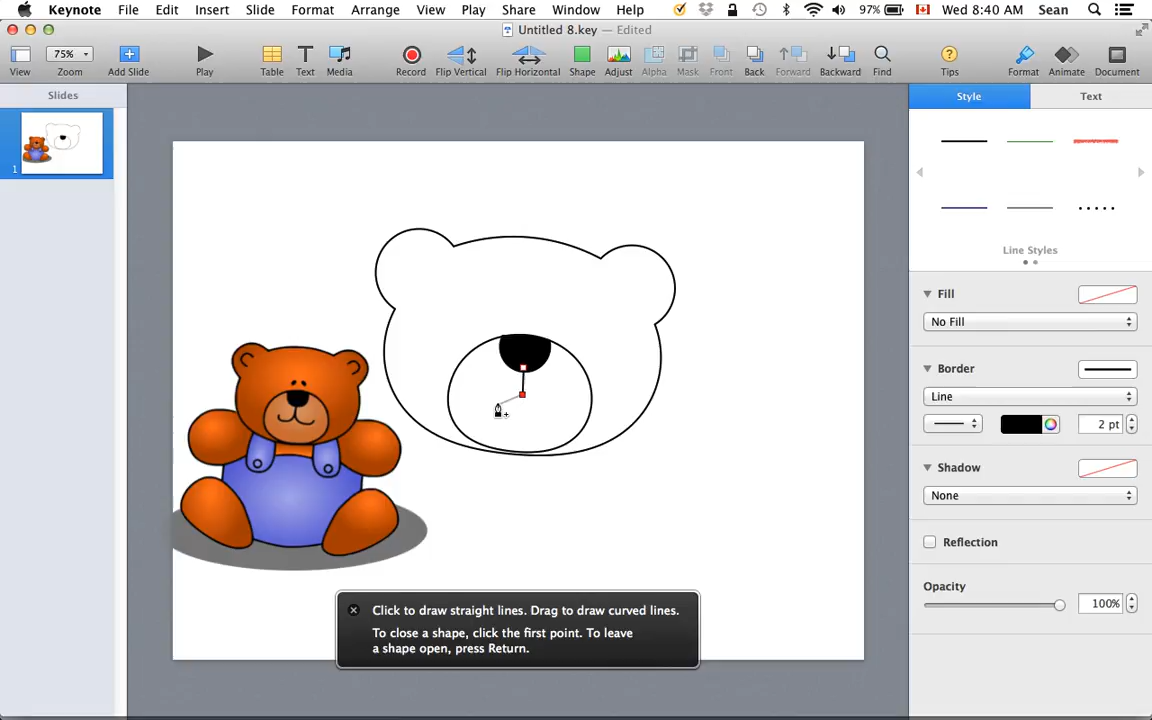 Keynote File Edit Insert Slide Format Arrange View Play Share Window Help 97% Wed 8:40 AM Sean
Untitled 8.key — Edited
75%
View Zoom Add Slide Play Table Text Media Record Flip Vertical Flip Horizontal Shape Adjust Alpha Mask Front Back Forward Backward Find Tips Format Animate Document
Slides
Style Text
1
Line Styles
Fill
No Fill
Border
Line
2 pt
Shadow
None
Reflection
Opacity
100%
Click to draw straight lines. Drag to draw curved lines.
To close a shape, click the first point. To leave
a shape open, press Return.